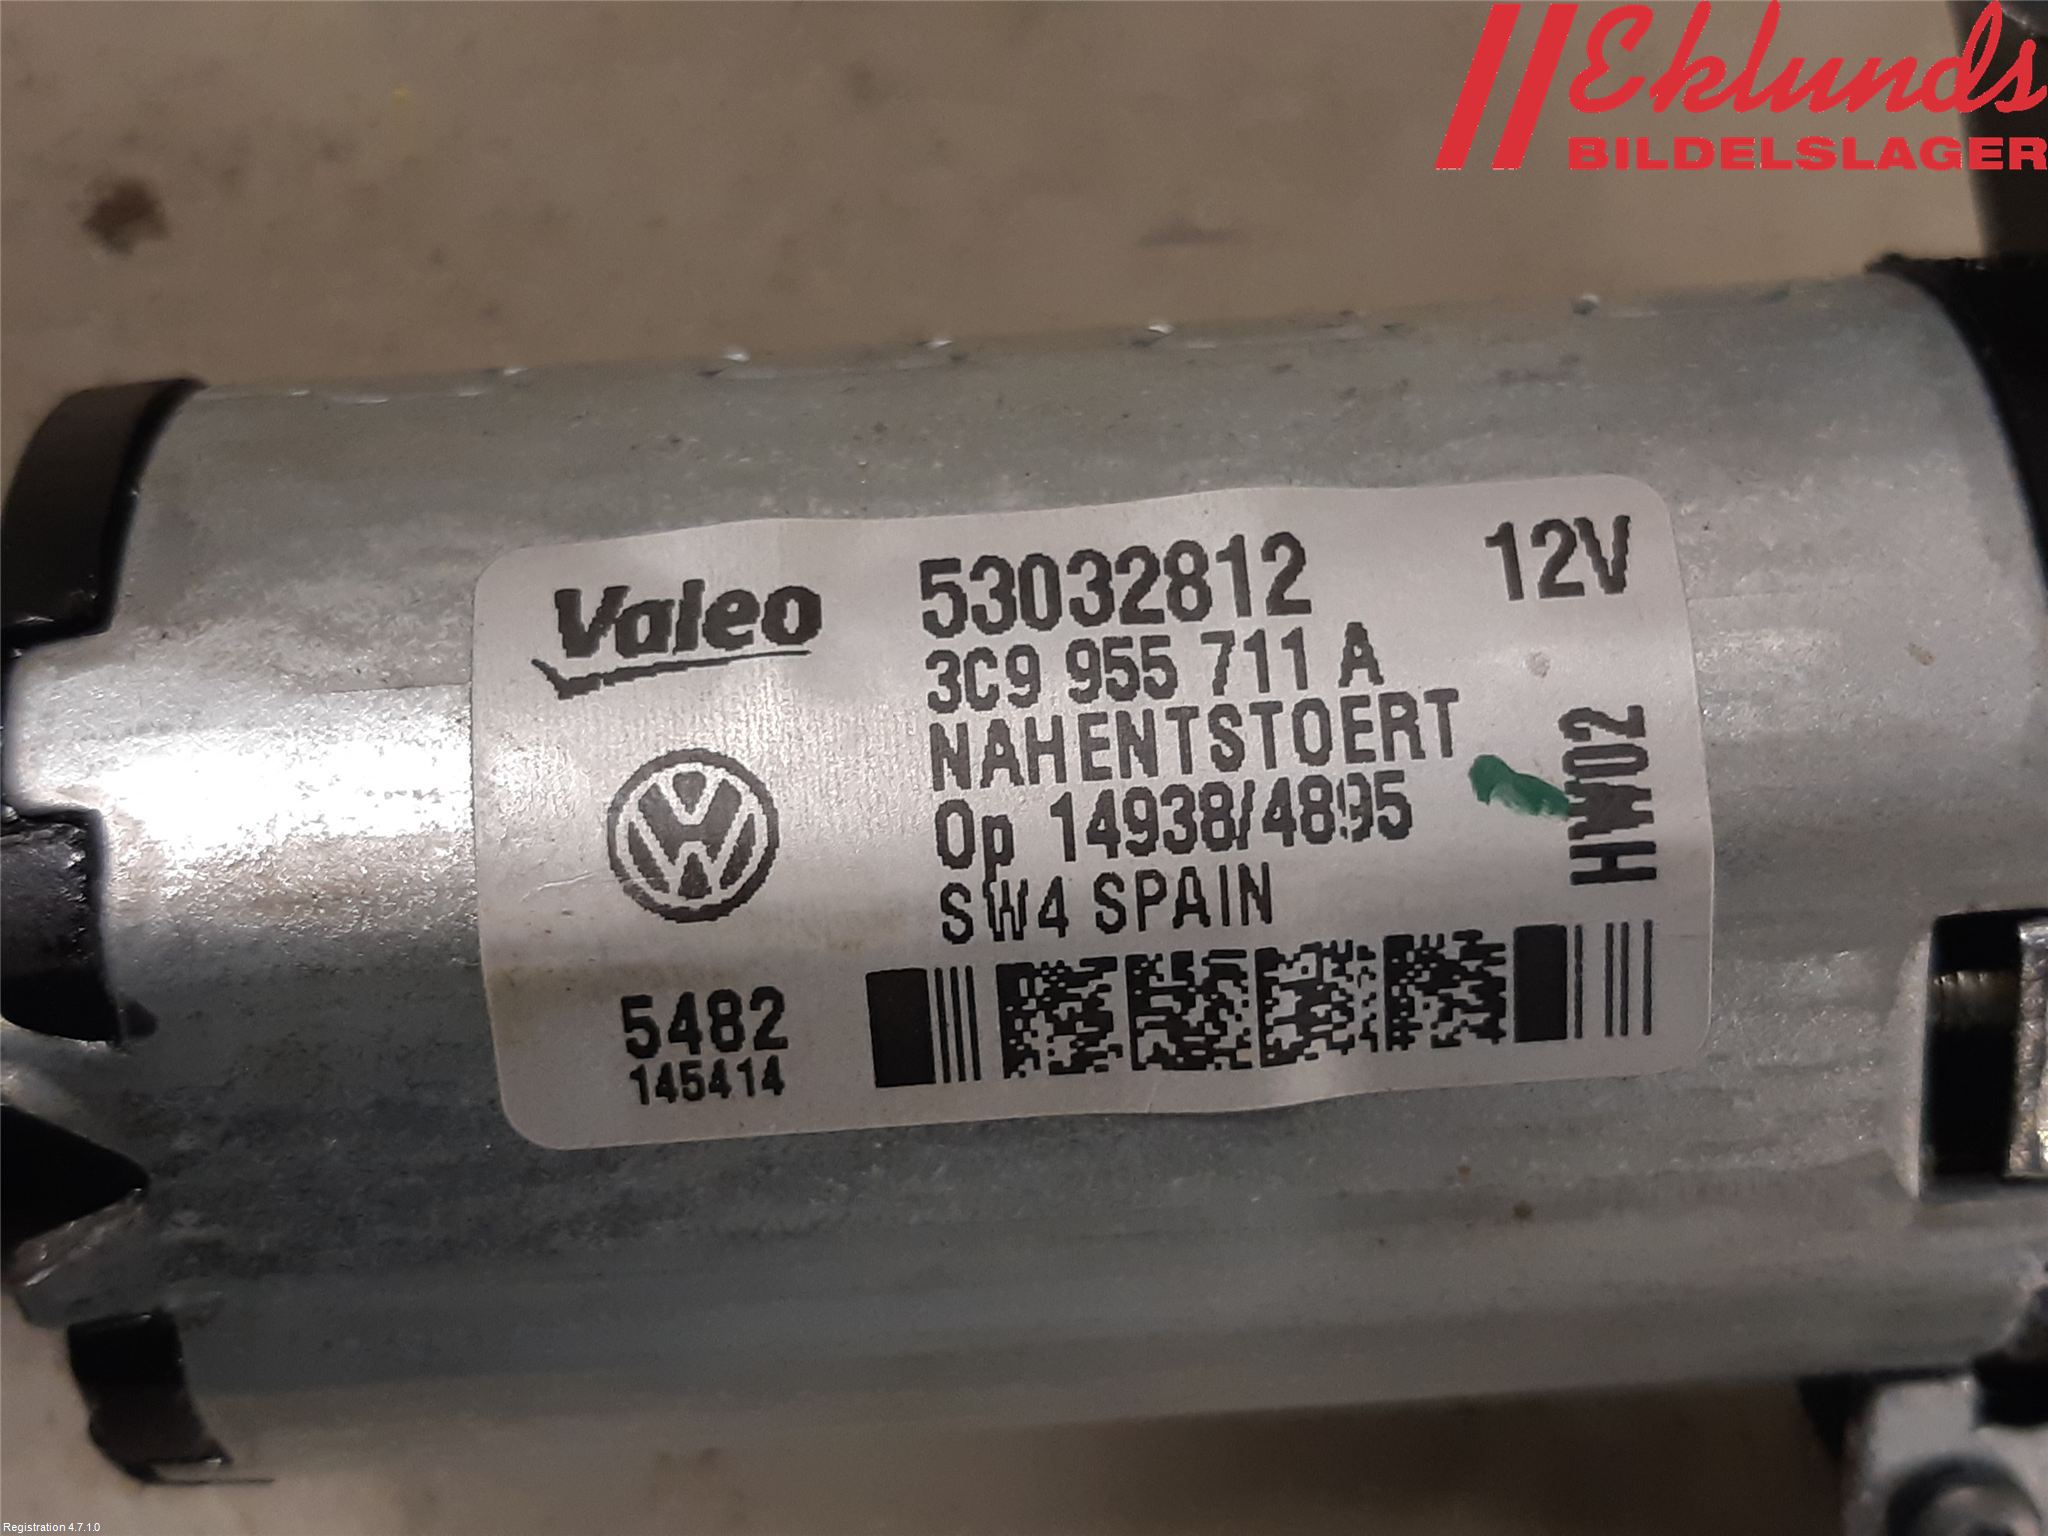 Eklunds
BILDELSLAGER
Valeo
53032812
12V
3C9 955 711 A
NAHENTSTOERT
Op 14938/4895
SW4 SPAIN
HW02
5482
145414
Registration 4.7.1.0